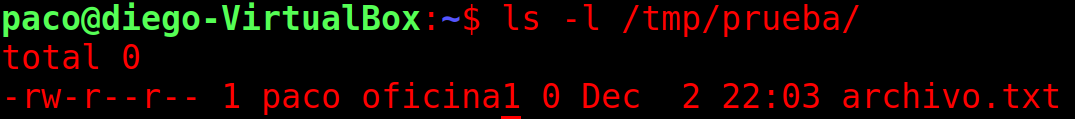 paco@diego-VirtualBox:~$ ls -l /tmp/prueba/
total 0
-rw-r--r-- 1 paco oficina1 0 Dec  2 22:03 archivo.txt